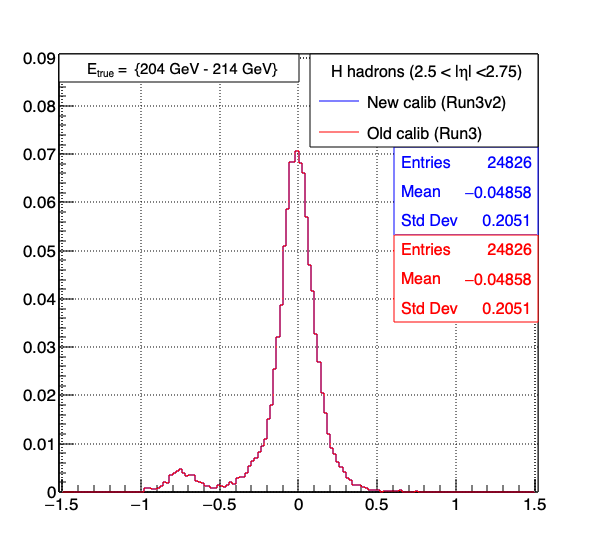 E_true = {204 GeV - 214 GeV}
H hadrons (2.5 < |η| <2.75)
New calib (Run3v2)
Old calib (Run3)
Entries 24826
Mean −0.04858
Std Dev 0.2051
Entries 24826
Mean −0.04858
Std Dev 0.2051
0.09
0.08
0.07
0.06
0.05
0.04
0.03
0.02
0.01
0
−1.5 −1 −0.5 0 0.5 1 1.5